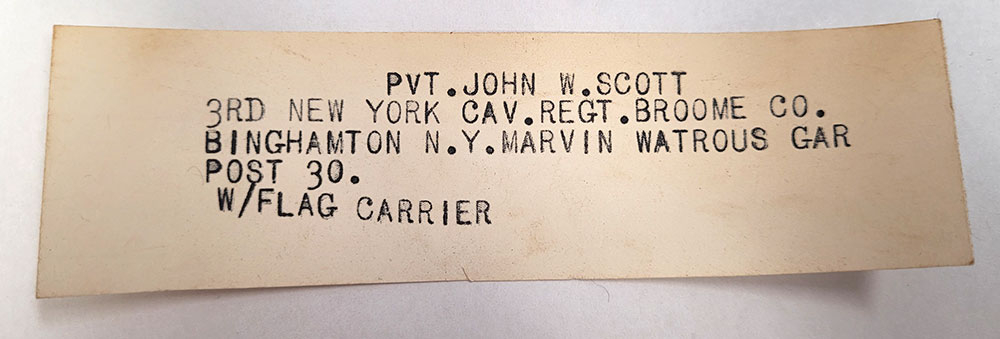 PVT.JOHN W.SCOTT
3RD NEW YORK CAV.REGT.BROOME CO.
BINGHAMTON N.Y.MARVIN WATROUS GAR
POST 30.
W/FLAG CARRIER